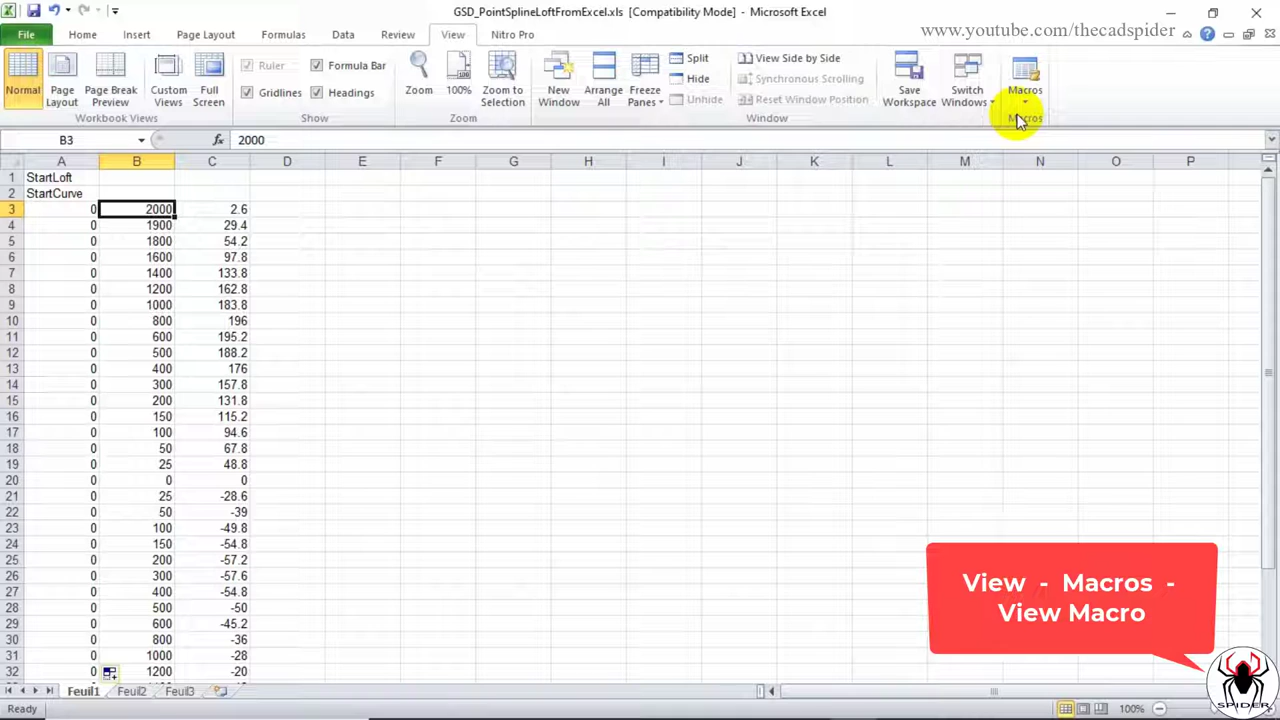 GSD_PointSplineLoftFromExcel.xls [Compatibility Mode] - Microsoft Excel
File Home Insert Page Layout Formulas Data Review View Nitro Pro
www.youtube.com/thecadspider
Normal Page Layout Page Break Preview Custom Views Full Screen
Ruler Formula Bar
Gridlines Headings
Zoom 100% Zoom to Selection
New Window Arrange All Freeze Panes
Split View Side by Side
Hide Synchronous Scrolling
Unhide Reset Window Position
Save Workspace Switch Windows Macros
Workbook Views Show Zoom Window Macros
B3 fx 2000
A B C D E F G H I J K L M N O P
1 StartLoft
2 StartCurve
3 0 2000 2.6
4 0 1900 29.4
5 0 1800 54.2
6 0 1600 97.8
7 0 1400 133.8
8 0 1200 162.8
9 0 1000 183.8
10 0 800 196
11 0 600 195.2
12 0 500 188.2
13 0 400 176
14 0 300 157.8
15 0 200 131.8
16 0 150 115.2
17 0 100 94.6
18 0 50 67.8
19 0 25 48.8
20 0 0 0
21 0 25 -28.6
22 0 50 -39
23 0 100 -49.8
24 0 150 -54.8
25 0 200 -57.2
26 0 300 -57.6
27 0 400 -54.8
28 0 500 -50
29 0 600 -45.2
30 0 800 -36
31 0 1000 -28
32 0 1200 -20
View - Macros -
View Macro
SPIDER
Feuil1 Feuil2 Feuil3
Ready 100%